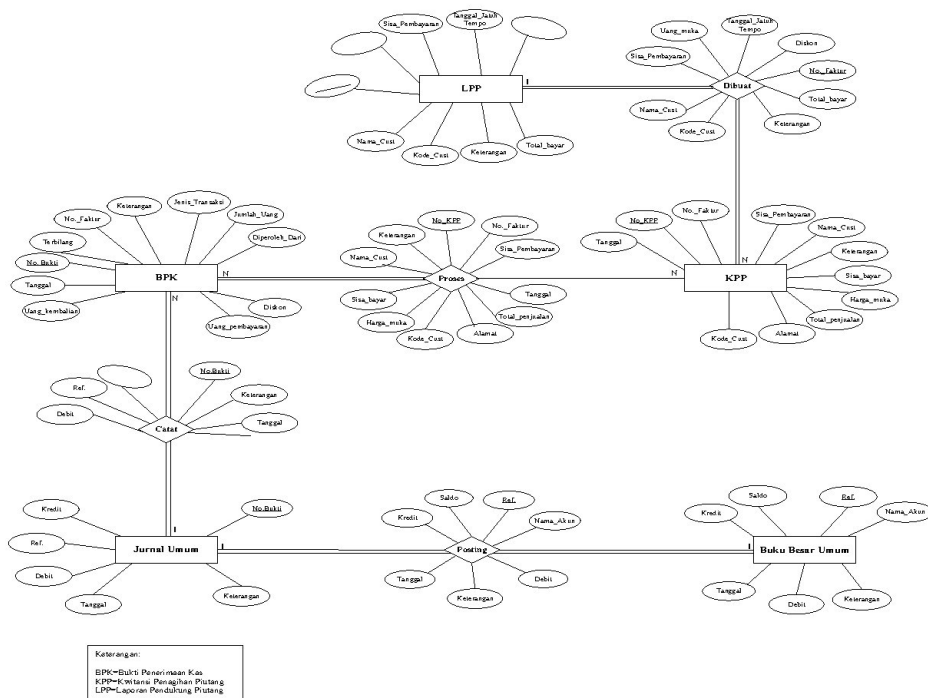 Sisa_Pembayaran
Tanggal_Jatuh
Tempo
LPP
1
Nama_Cust
Kode_Cust
Keterangan
Total_bayar
Uang_muka
Tanggal_Jatuh
Tempo
Diskon
Sisa_Pembayaran
No._Faktur
Dibuat
Total_bayar
Nama_Cust
Kode_Cust
Keterangan
Keterangan
Jenis_Transaksi
No._Faktur
Jumlah_Uang
Terbilang
Diperoleh_Dari
No. Bukti
BPK
N
N
Tanggal
Uang_kembalian
Diskon
Uang_pembayaran
No_KPP
Keterangan
No._Faktur
Sisa_Pembayaran
Nama_Cust
Proses
Tanggal
Sisa_bayar
Total_penjualan
Harga_muka
Kode_Cust
Alamat
No_KPP
No._Faktur
Sisa_Pembayaran
Nama_Cust
Tanggal
Keterangan
N
N
KPP
Sisa_bayar
Harga_muka
Total_penjualan
Kode_Cust
Alamat
Ref.
No.Bukti
Keterangan
Debit
Catat
Tanggal
Kredit
No.Bukti
1
Ref.
Jurnal Umum
1
Debit
Tanggal
Keterangan
Saldo
Ref.
Kredit
Nama_Akun
Posting
Tanggal
Debit
Keterangan
Saldo
Ref.
Kredit
Nama_Akun
1
Buku Besar Umum
Tanggal
Debit
Keterangan
Keterangan:
BPK=Bukti Penerimaan Kas
KPP=Kwitansi Penagihan Piutang
LPP=Laporan Pendukung Piutang